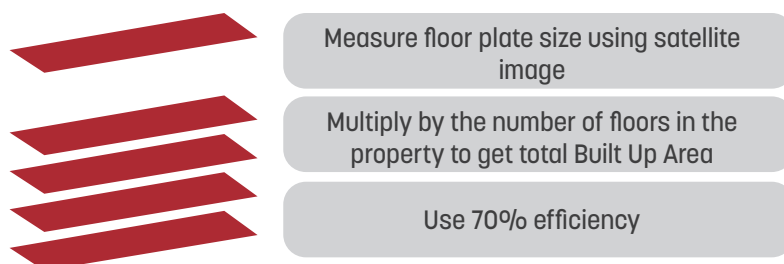 Measure floor plate size using satellite
image
Multiply by the number of floors in the
property to get total Built Up Area
Use 70% efficiency